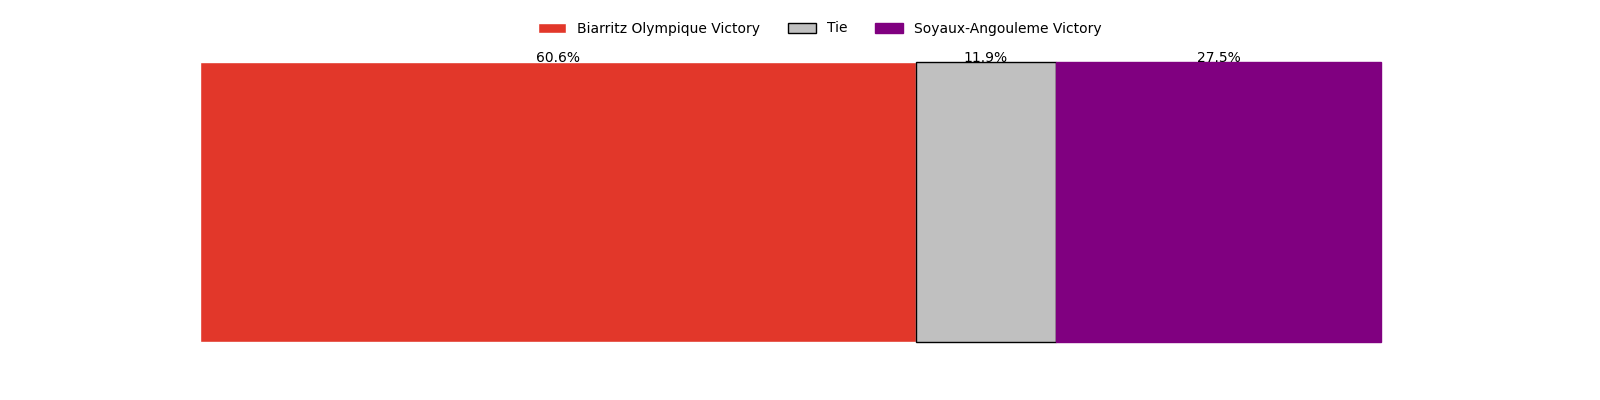 Biarritz Olympique Victory Tie Soyaux-Angouleme Victory
60.6% 11.9% 27.5%